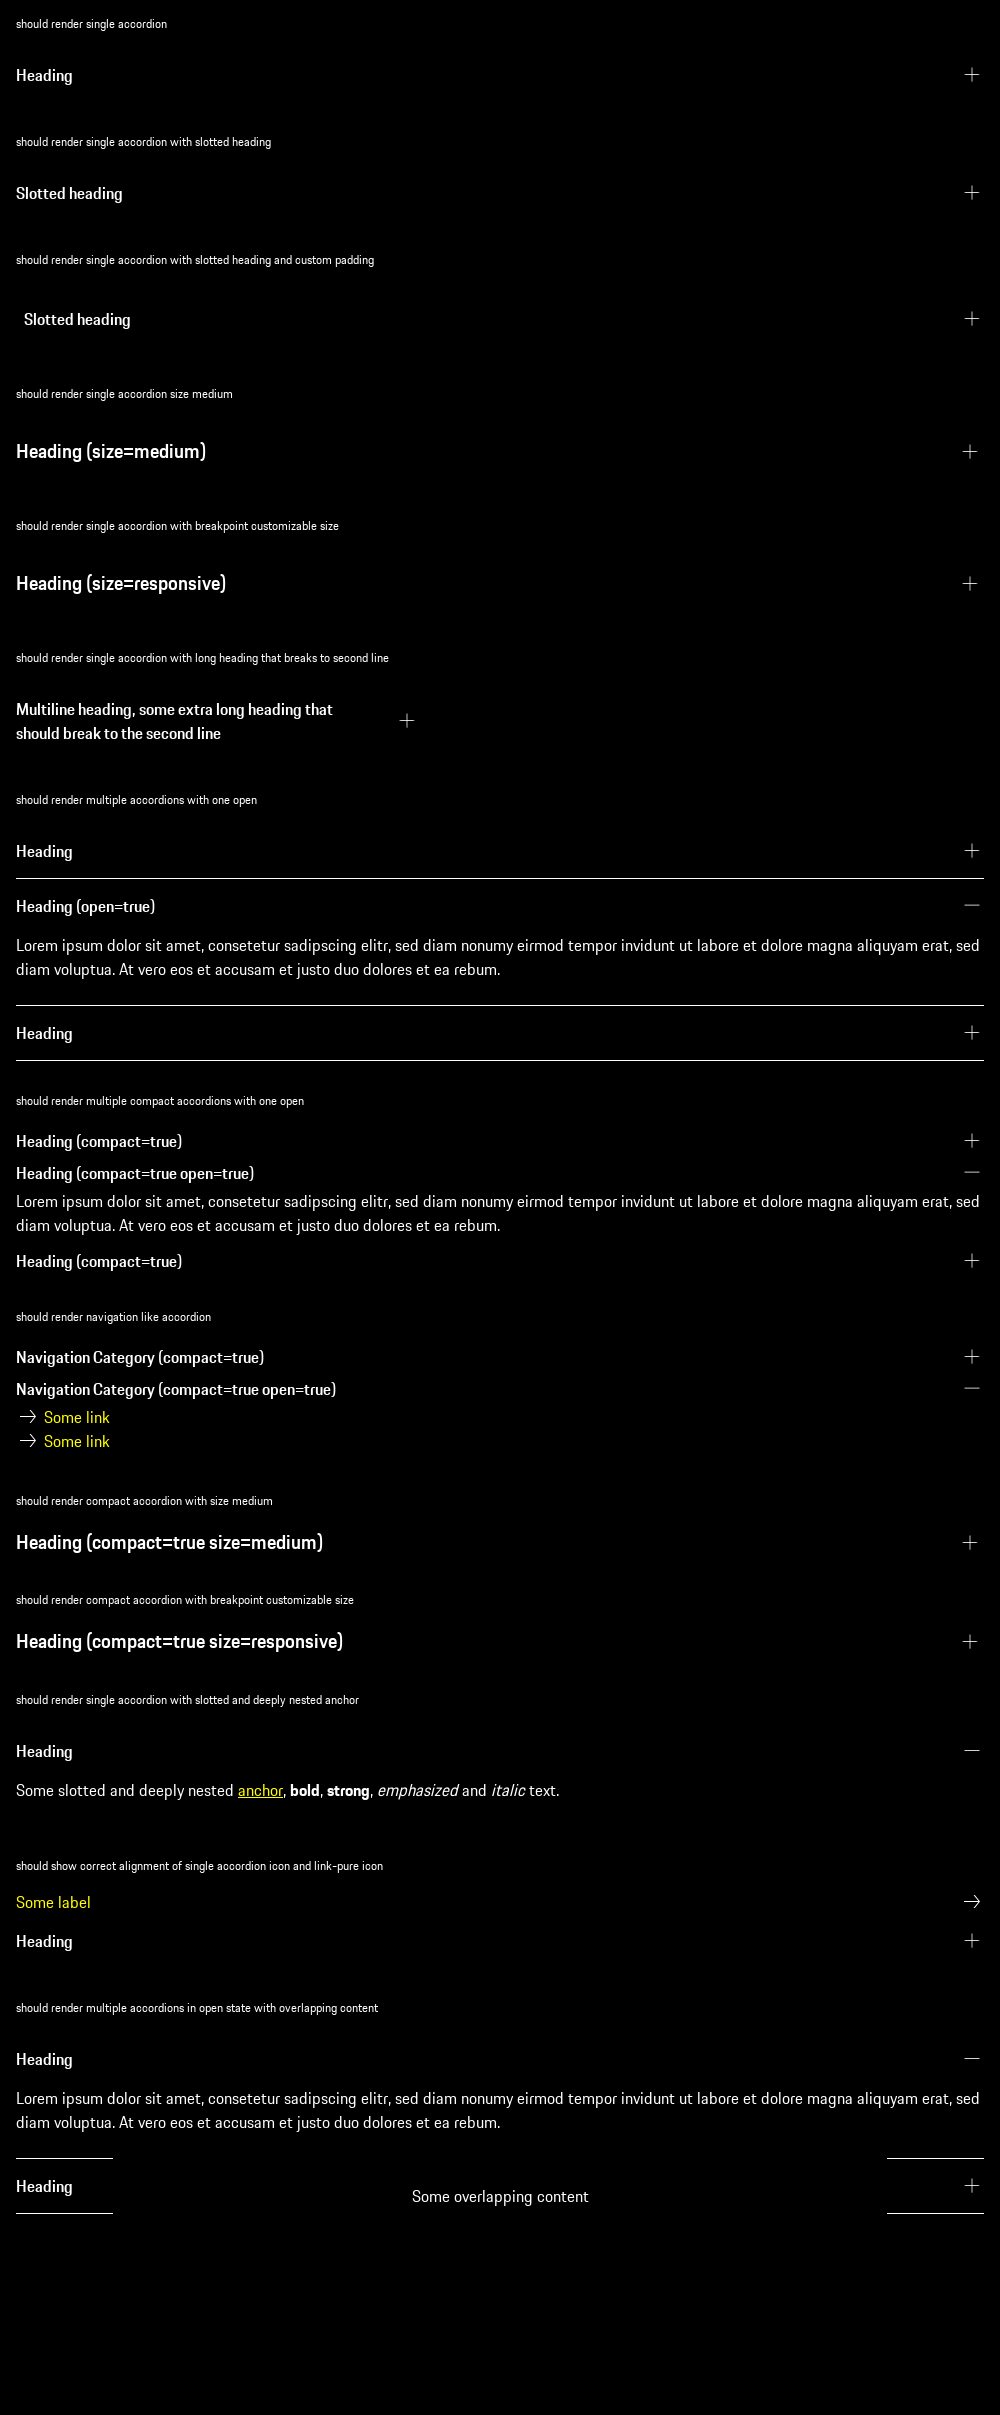 should render single accordion
Heading
should render single accordion with slotted heading
Slotted heading
should render single accordion with slotted heading and custom padding
Slotted heading
should render single accordion size medium
Heading (size=medium)
should render single accordion with breakpoint customizable size
Heading (size=responsive)
should render single accordion with long heading that breaks to second line
Multiline heading, some extra long heading that
should break to the second line
should render multiple accordions with one open
Heading
Heading (open=true)
Lorem ipsum dolor sit amet, consetetur sadipscing elitr, sed diam nonumy eirmod tempor invidunt ut labore et dolore magna aliquyam erat, sed
diam voluptua. At vero eos et accusam et justo duo dolores et ea rebum.
Heading
should render multiple compact accordions with one open
Heading (compact=true)
Heading (compact=true open=true)
Lorem ipsum dolor sit amet, consetetur sadipscing elitr, sed diam nonumy eirmod tempor invidunt ut labore et dolore magna aliquyam erat, sed
diam voluptua. At vero eos et accusam et justo duo dolores et ea rebum.
Heading (compact=true)
should render navigation like accordion
Navigation Category (compact=true)
Navigation Category (compact=true open=true)
Some link
Some link
should render compact accordion with size medium
Heading (compact=true size=medium)
should render compact accordion with breakpoint customizable size
Heading (compact=true size=responsive)
should render single accordion with slotted and deeply nested anchor
Heading
Some slotted and deeply nested anchor, bold, strong, emphasized and italic text.
should show correct alignment of single accordion icon and link-pure icon
Some label
Heading
should render multiple accordions in open state with overlapping content
Heading
Lorem ipsum dolor sit amet, consetetur sadipscing elitr, sed diam nonumy eirmod tempor invidunt ut labore et dolore magna aliquyam erat, sed
diam voluptua. At vero eos et accusam et justo duo dolores et ea rebum.
Heading
Some overlapping content